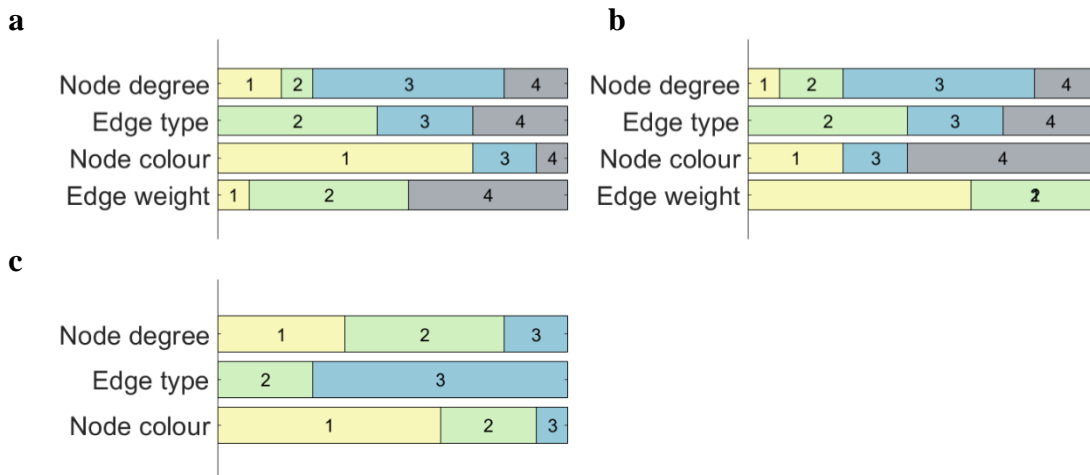 a b
Node degree 1 2 3 4
Edge type 2 3 4
Node colour 1 3 4
Edge weight 1 2 4
Node degree 1 2 3 4
Edge type 2 3 4
Node colour 1 3 4
Edge weight
c
Node degree 1 2 3
Edge type 2 3
Node colour 1 2 3